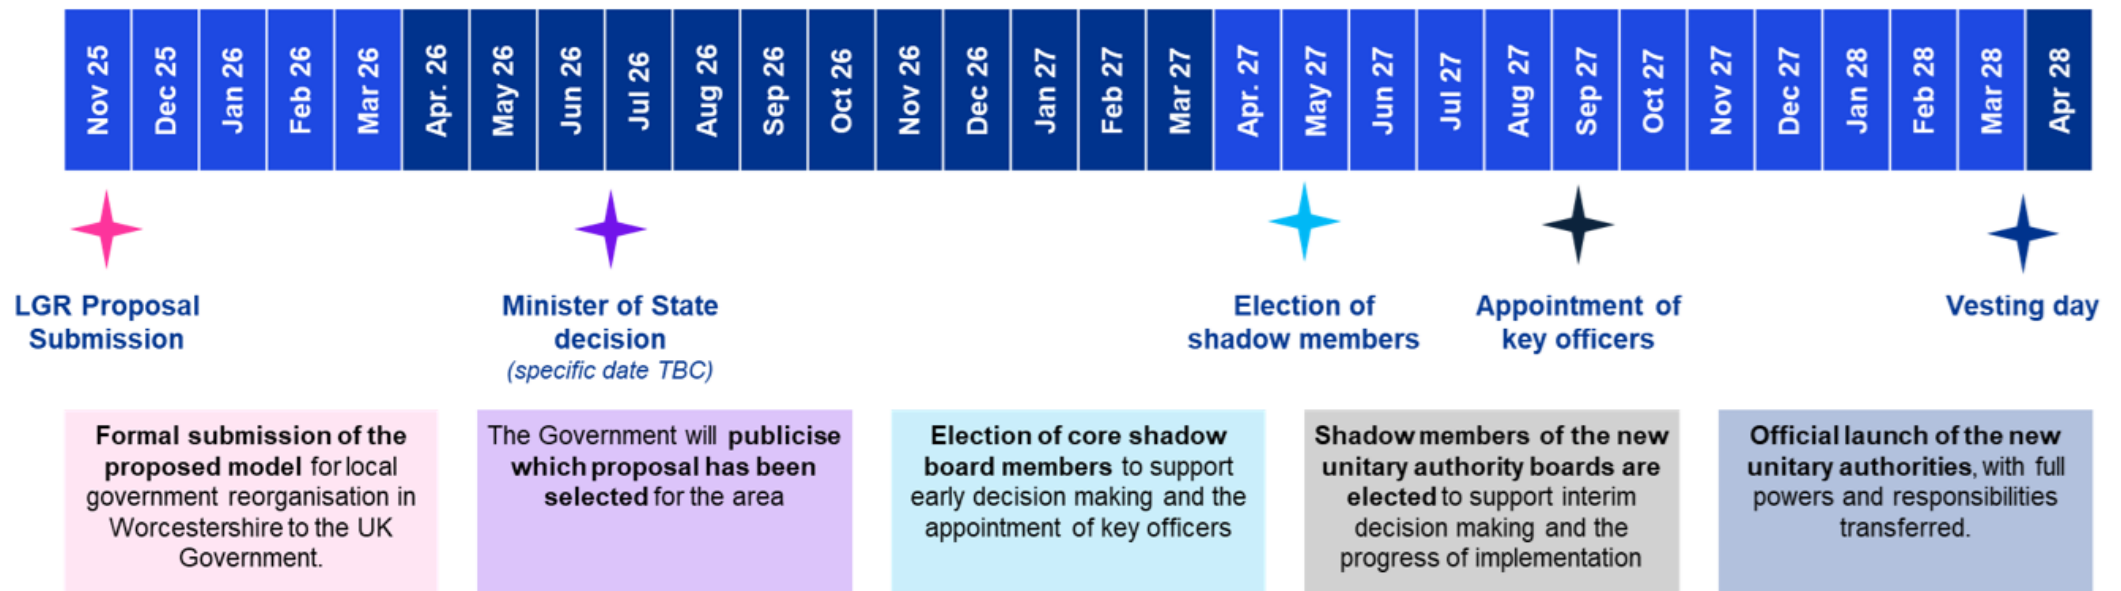 Nov 25
Dec 25
Jan 26
Feb 26
Mar 26
Apr. 26
May 26
Jun 26
Jul 26
Aug 26
Sep 26
Oct 26
Nov 26
Dec 26
Jan 27
Feb 27
Mar 27
Apr. 27
May 27
Jun 27
Jul 27
Aug 27
Sep 27
Oct 27
Nov 27
Dec 27
Jan 28
Feb 28
Mar 28
Apr 28
LGR Proposal
Submission
Minister of State
decision
(specific date TBC)
Election of
shadow members
Appointment of
key officers
Vesting day
Formal submission of the
proposed model for local
government reorganisation in
Worcestershire to the UK
Government.
The Government will publicise
which proposal has been
selected for the area
Election of core shadow
board members to support
early decision making and the
appointment of key officers
Shadow members of the new
unitary authority boards are
elected to support interim
decision making and the
progress of implementation
Official launch of the new
unitary authorities, with full
powers and responsibilities
transferred.